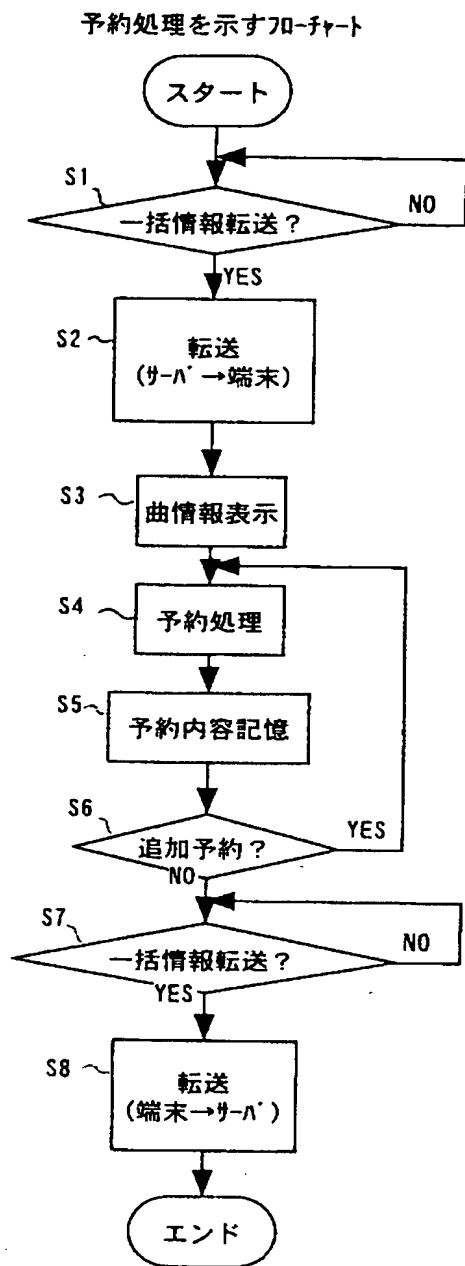 予約処理を示すフローチャート
スタート
S1
一括情報転送？
NO
YES
S2
転送
(サーバ→端末)
S3
曲情報表示
S4
予約処理
S5
予約内容記憶
S6
追加予約？
YES
NO
S7
一括情報転送？
NO
YES
S8
転送
(端末→サーバ)
エンド